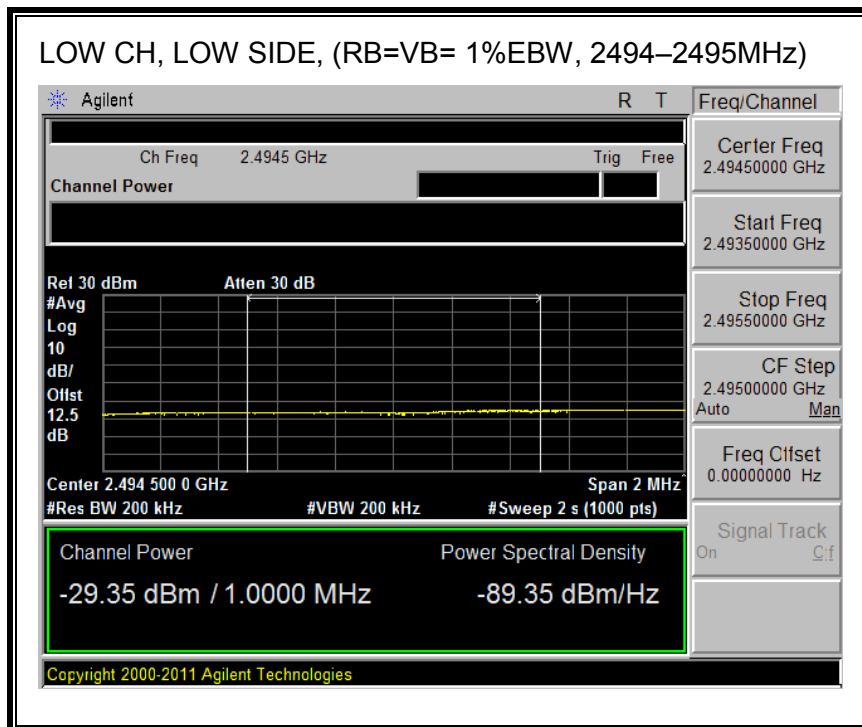 LOW CH, LOW SIDE, (RB=VB= 1%EBW, 2494–2495MHz)
Agilent R T
Freq/Channel
Ch Freq 2.4945 GHz Trig Free
Channel Power
Center Freq
2.49450000 GHz
Start Freq
2.49350000 GHz
Stop Freq
2.49550000 GHz
CF Step
2.49500000 GHz
Auto Man
Freq Offset
0.00000000 Hz
Signal Track
On Off
Ref 30 dBm Atten 30 dB
#Avg
Log
10
dB/
Offst
12.5
dB
Center 2.494 500 0 GHz Span 2 MHz
#Res BW 200 kHz #VBW 200 kHz #Sweep 2 s (1000 pts)
Channel Power Power Spectral Density
-29.35 dBm / 1.0000 MHz -89.35 dBm/Hz
Copyright 2000-2011 Agilent Technologies